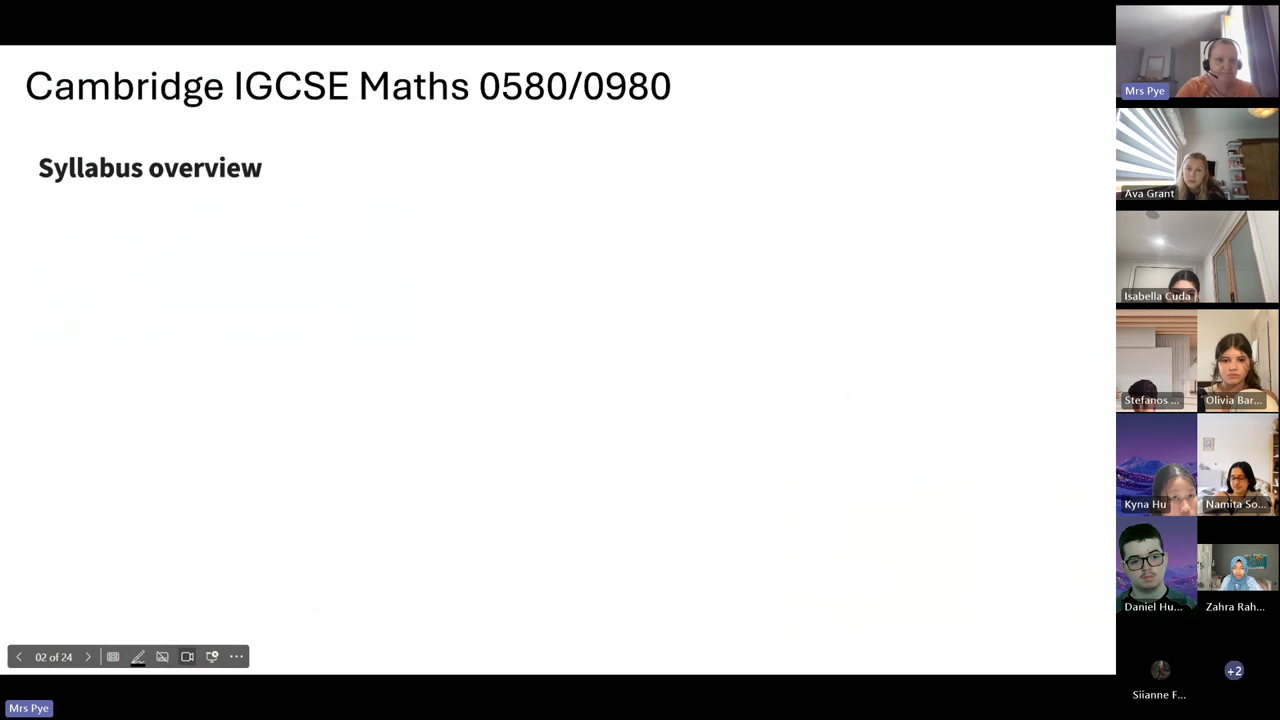 Cambridge IGCSE Maths 0580/0980
Syllabus overview
02 of 24
Mrs Pye
Mrs Pye
Ava Grant
Isabella Cuda
Stefanos ...
Olivia Bar...
Kyna Hu
Namita So...
Daniel Hu...
Zahra Rah...
Siianne F...
+2